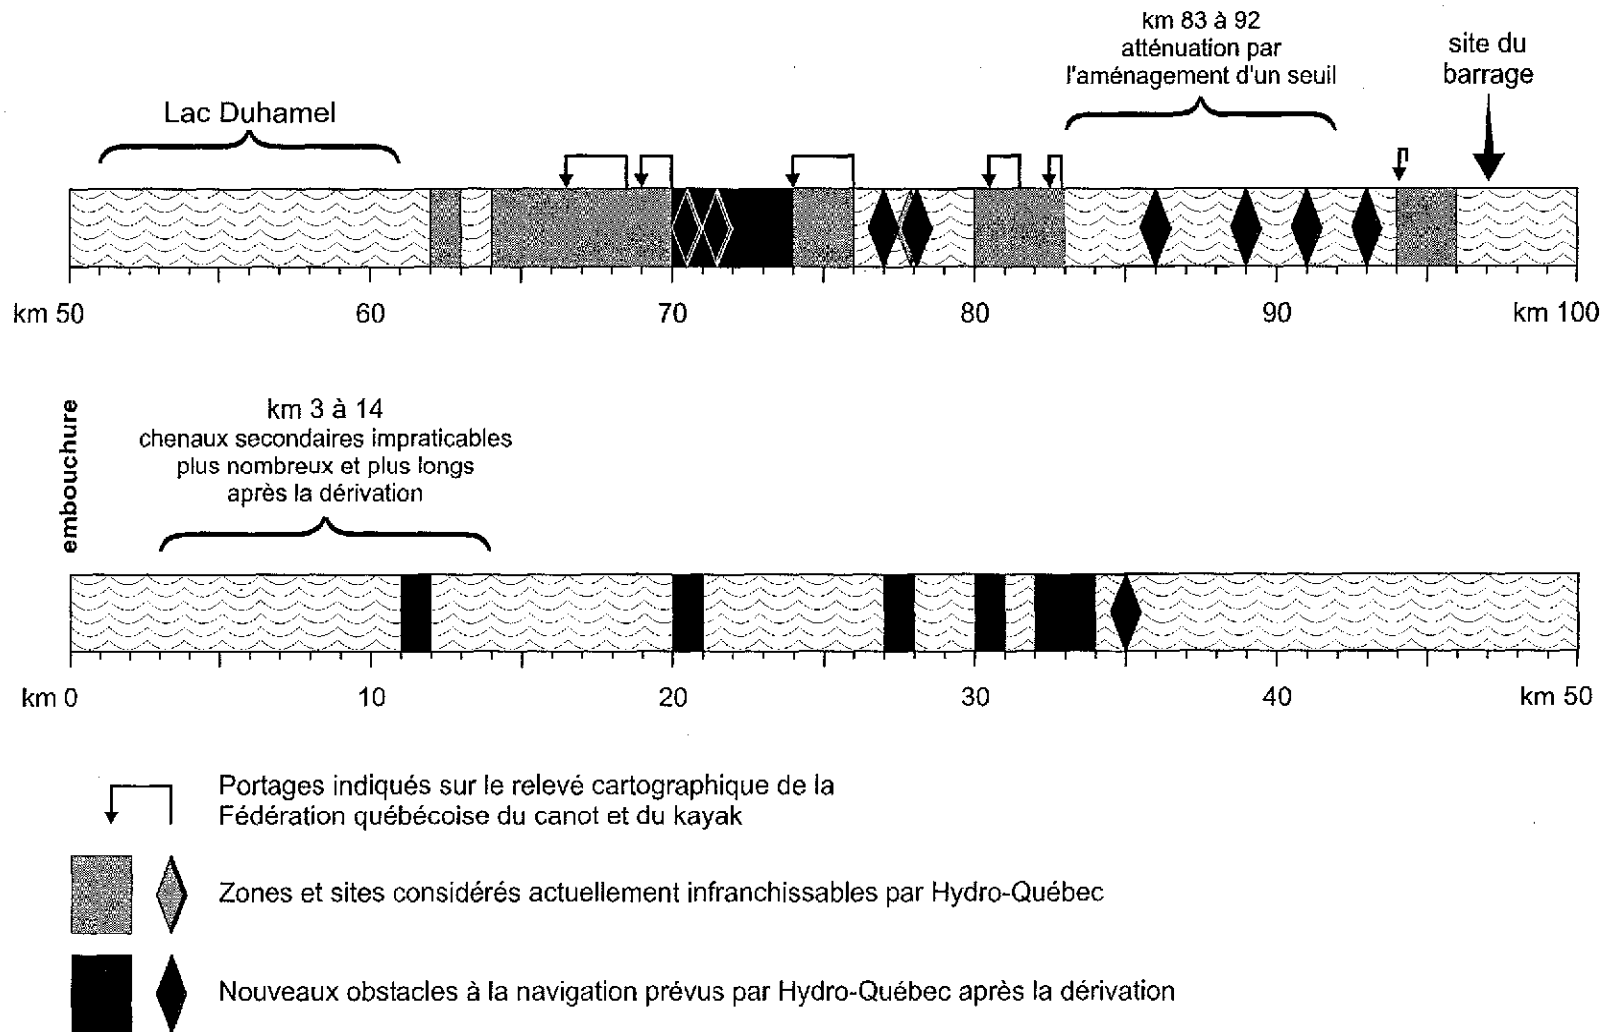 km 83 à 92
atténuation par
l'aménagement d'un seuil
site du
barrage
Lac Duhamel
km 50
60
70
80
90
km 100
embouchure
km 3 à 14
chenaux secondaires impraticables
plus nombreux et plus longs
après la dérivation
km 0
10
20
30
40
km 50
Portages indiqués sur le relevé cartographique de la
Fédération québécoise du canot et du kayak
Zones et sites considérés actuellement infranchissables par Hydro-Québec
Nouveaux obstacles à la navigation prévus par Hydro-Québec après la dérivation